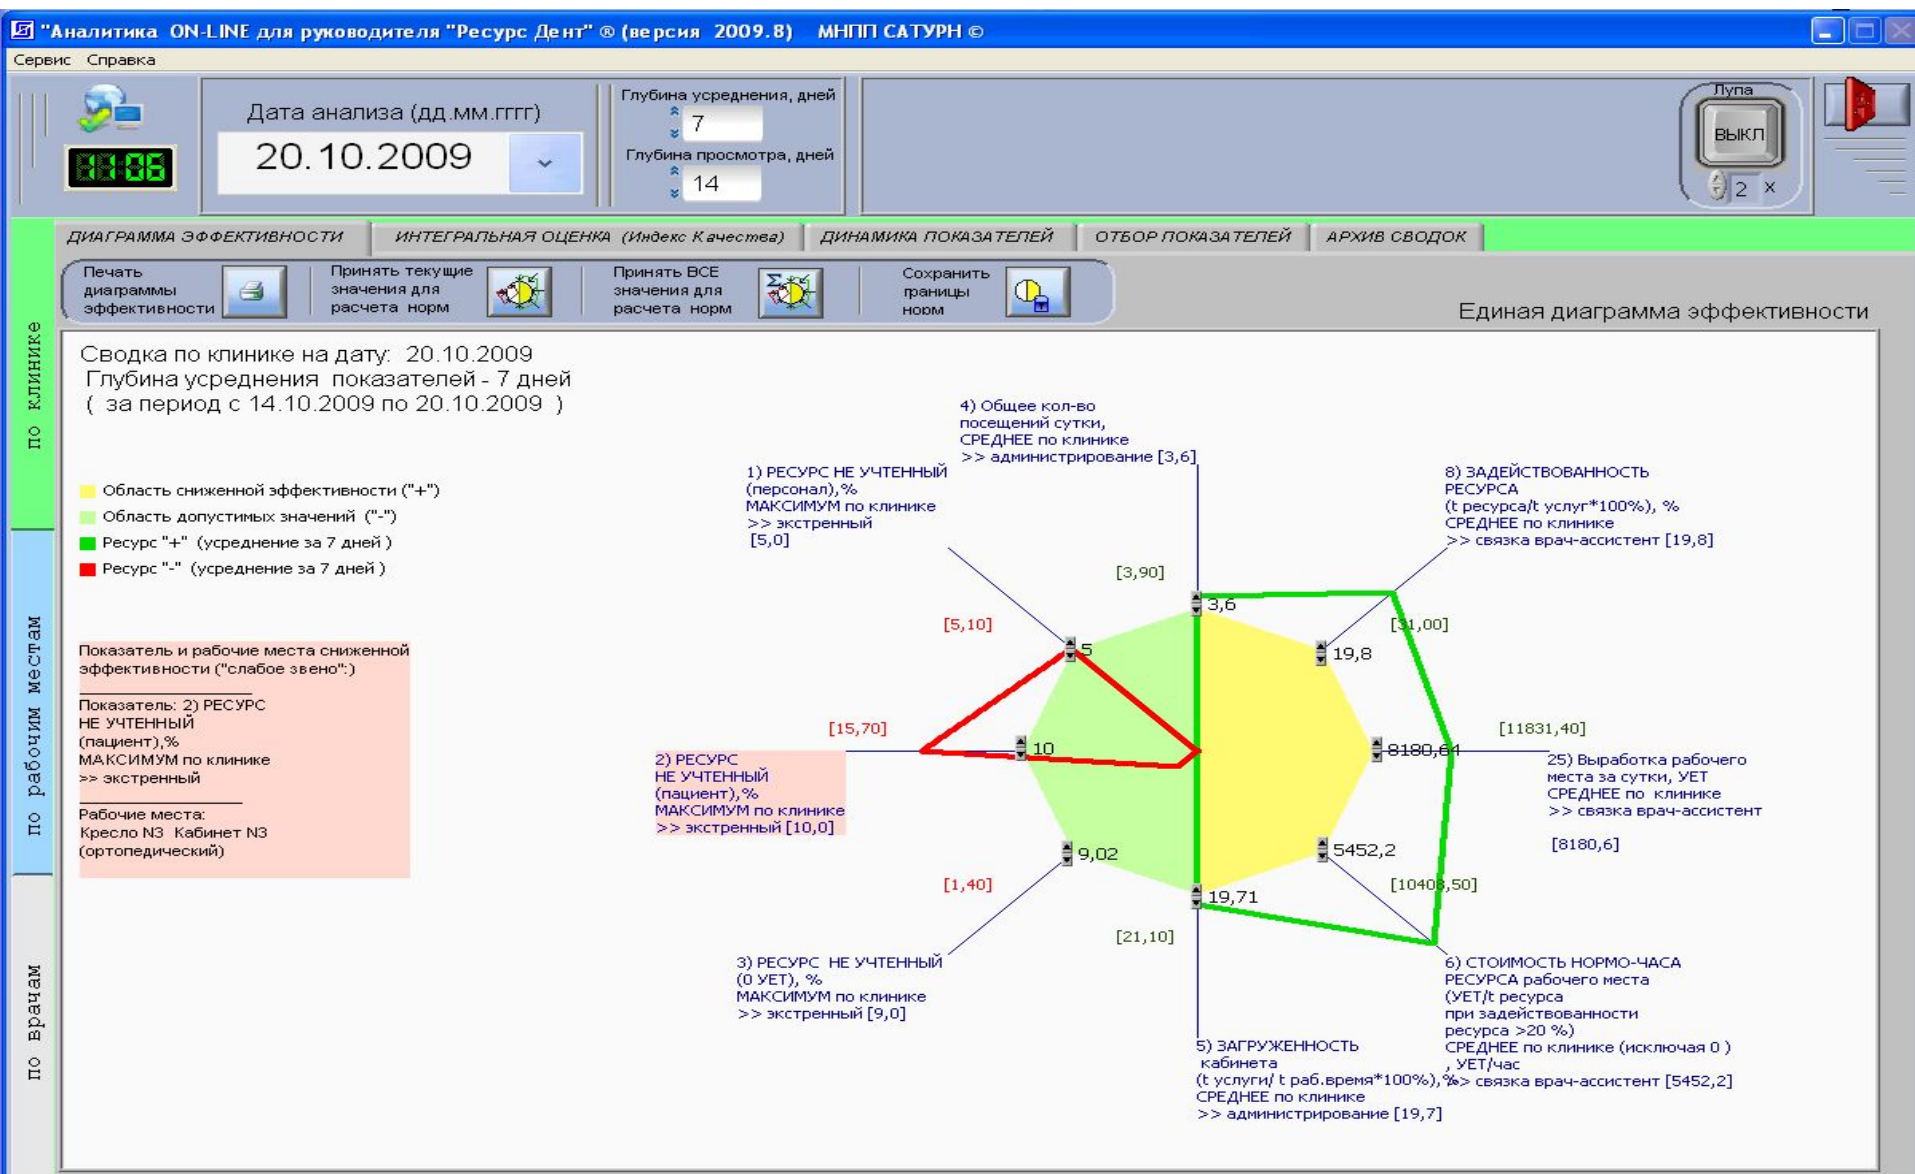 "Аналитика ON-LINE для руководителя "Ресурс Дент" ® (версия 2009.8) МНПП САТУРН ©
Сервис Справка
Дата анализа (дд.мм.гггг)
20.10.2009
11:06
Глубина усреднения, дней
7
Глубина просмотра, дней
14
Лупа
ВЫКЛ
2 x
ДИАГРАММА ЭФФЕКТИВНОСТИ
ИНТЕГРАЛЬНАЯ ОЦЕНКА (Индекс Качества)
ДИНАМИКА ПОКАЗАТЕЛЕЙ
ОТБОР ПОКАЗАТЕЛЕЙ
АРХИВ СВОДОК
Печать
диаграммы
эффективности
Принять текущие
значения для
расчета норм
Принять ВСЕ
значения для
расчета норм
Сохранить
границы
норм
Единая диаграмма эффективности
по клинике
по рабочим местам
по врачам
Сводка по клинике на дату: 20.10.2009
Глубина усреднения показателей - 7 дней
( за период с 14.10.2009 по 20.10.2009 )
Область сниженной эффективности ("+")
Область допустимых значений ("-")
Ресурс "+" (усреднение за 7 дней )
Ресурс "-" (усреднение за 7 дней )
Показатель и рабочие места сниженной
эффективности ("слабое звено":)
Показатель: 2) РЕСУРС
НЕ УЧТЕННЫЙ
(пациент),%
МАКСИМУМ по клинике
>> экстренный
Рабочие места:
Кресло N3 Кабинет N3
(ортопедический)
4) Общее кол-во
посещений сутки,
СРЕДНЕЕ по клинике
>> администрирование [3,6]
1) РЕСУРС НЕ УЧТЕННЫЙ
(персонал),%
МАКСИМУМ по клинике
>> экстренный
[5,0]
8) ЗАДЕЙСТВОВАННОСТЬ
РЕСУРСА
(t ресурса/t услуг*100%), %
СРЕДНЕЕ по клинике
>> связка врач-ассистент [19,8]
[3,90]
3,6
[5,10]
5
[31,00]
19,8
[15,70]
10
8180,64
[11831,40]
2) РЕСУРС
НЕ УЧТЕННЫЙ
(пациент),%
МАКСИМУМ по клинике
>> экстренный [10,0]
25) Выработка рабочего
места за сутки, УЕТ
СРЕДНЕЕ по клинике
>> связка врач-ассистент
[8180,6]
9,02
5452,2
[1,40]
19,71
[10408,50]
[21,10]
3) РЕСУРС НЕ УЧТЕННЫЙ
(0 УЕТ), %
МАКСИМУМ по клинике
>> экстренный [9,0]
6) СТОИМОСТЬ НОРМО-ЧАСА
РЕСУРСА рабочего места
(УЕТ/t ресурса
при задействованности
ресурса >20 %)
СРЕДНЕЕ по клинике (исключая 0 )
, УЕТ/час
>> связка врач-ассистент [5452,2]
5) ЗАГРУЖЕННОСТЬ
кабинета
(t услуги/ t раб.время*100%), %
СРЕДНЕЕ по клинике
>> администрирование [19,7]